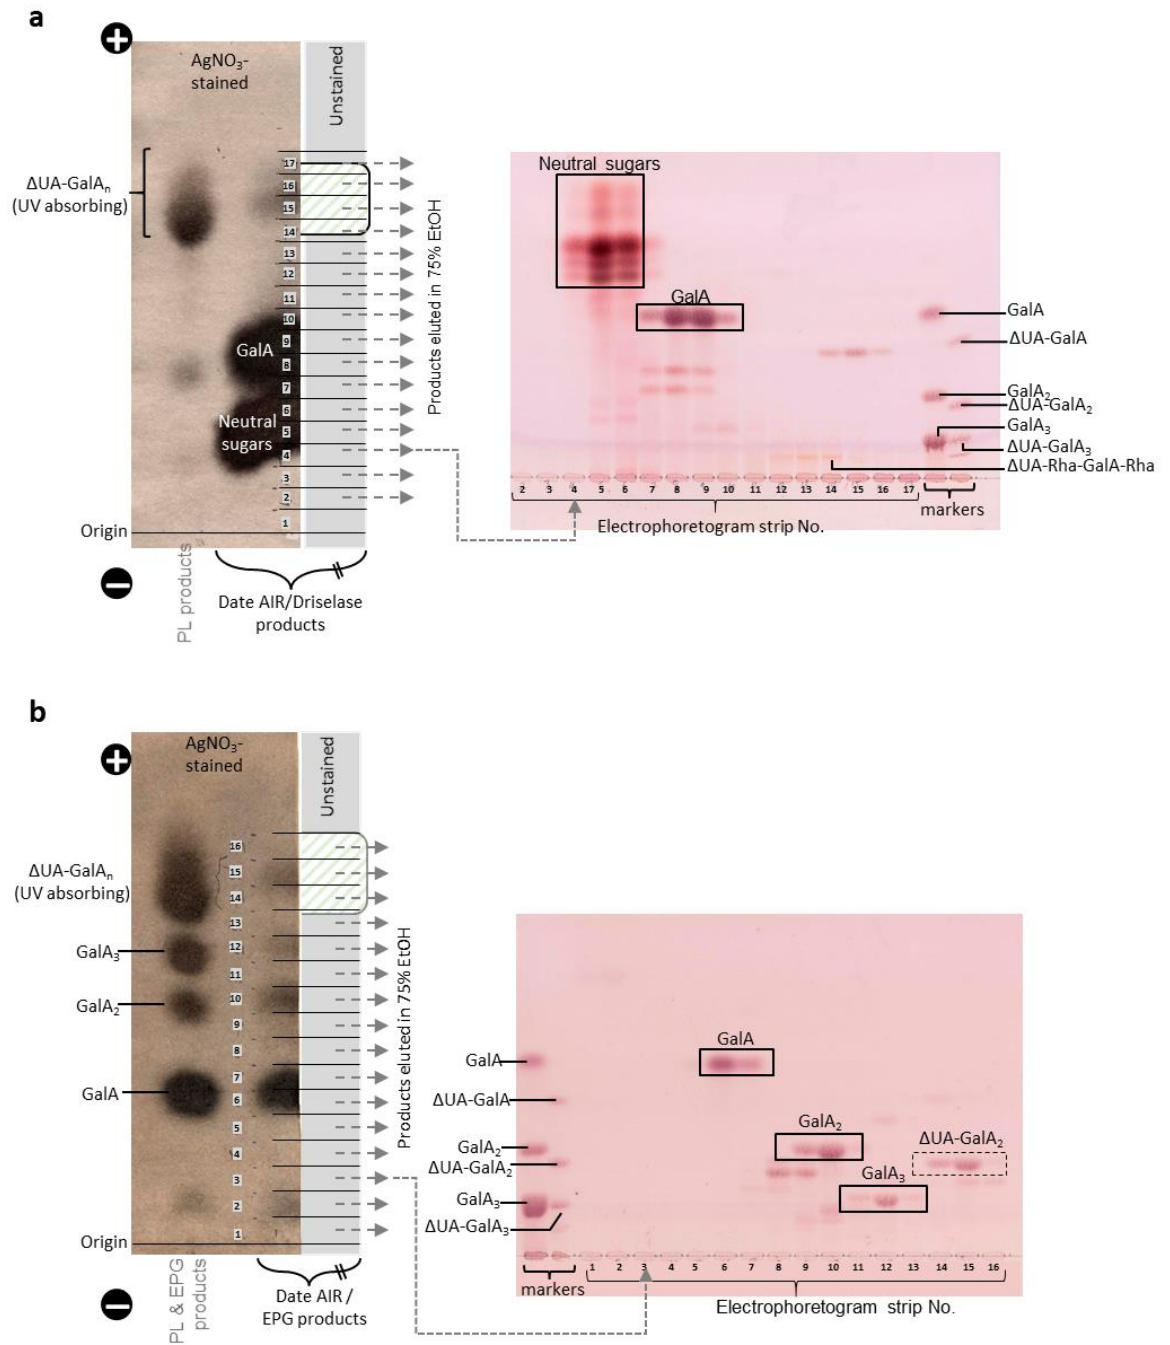 a
+
AgNO3-
stained
Unstained
17
16
15
14
13
12
11
10
9
8
7
6
5
4
3
2
1
ΔUA-GalAn
(UV absorbing)
GalA
Neutral
sugars
Origin
−
PL products
Date AIR/Driselase
products
Products eluted in 75% EtOH
Neutral sugars
GalA
GalA
ΔUA-GalA
GalA2
ΔUA-GalA2
GalA3
ΔUA-GalA3
ΔUA-Rha-GalA-Rha
2 3 4 5 6 7 8 9 10 11 12 13 14 15 16 17
markers
Electrophoretogram strip No.
b
+
AgNO3-
stained
Unstained
16
15
14
13
12
11
10
9
8
7
6
5
4
3
2
1
ΔUA-GalAn
(UV absorbing)
GalA3
GalA2
GalA
Origin
−
PL & EPG
products
Date AIR /
EPG products
Products eluted in 75% EtOH
GalA
ΔUA-GalA
GalA2
ΔUA-GalA2
GalA3
ΔUA-GalA3
GalA
GalA2
ΔUA-GalA2
GalA3
1 2 3 4 5 6 7 8 9 10 11 12 13 14 15 16
markers
Electrophoretogram strip No.